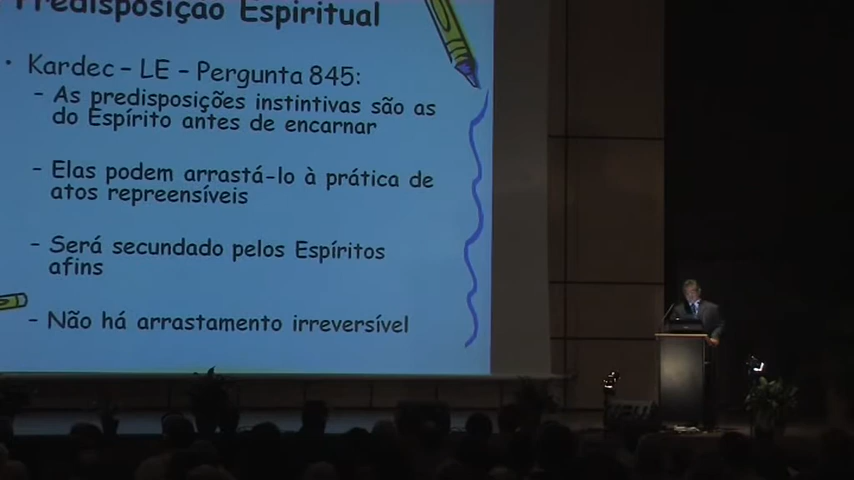 Predisposição Espiritual
• Kardec – LE – Pergunta 845:
– As predisposições instintivas são as
do Espírito antes de encarnar
– Elas podem arrastá-lo à prática de
atos repreensíveis
– Será secundado pelos Espíritos
afins
– Não há arrastamento irreversível